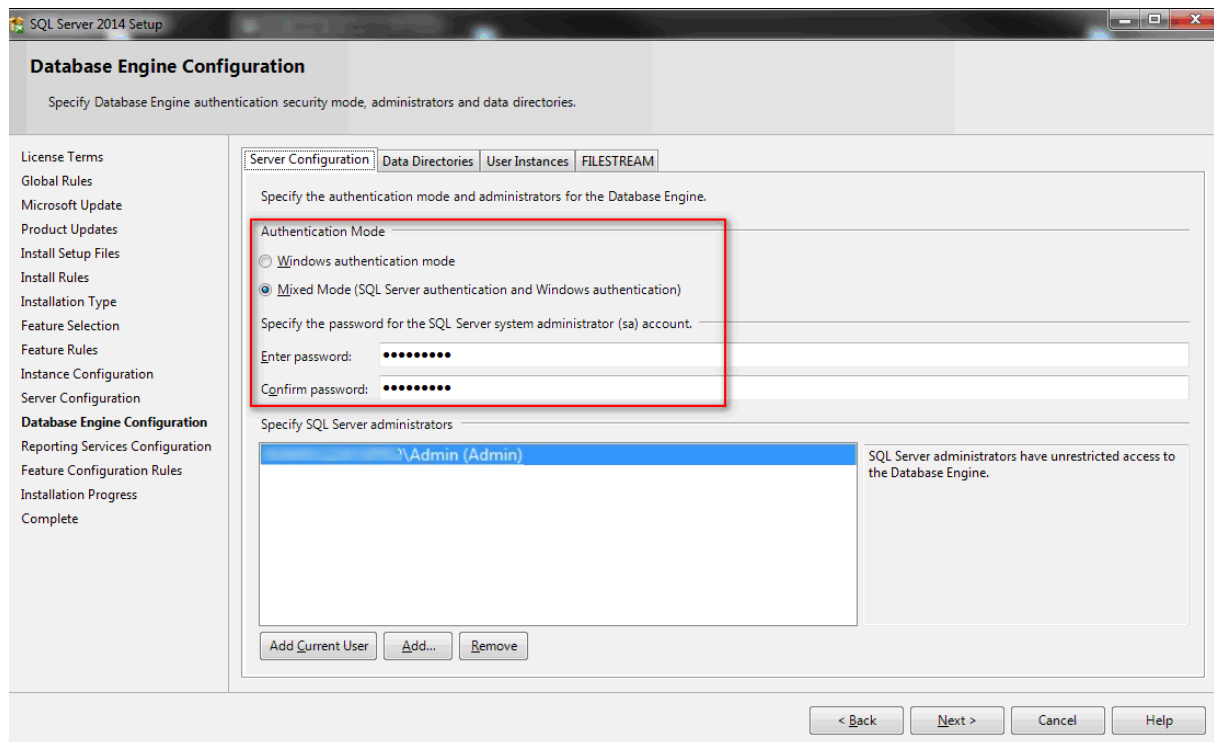 SQL Server 2014 Setup
Database Engine Configuration
Specify Database Engine authentication security mode, administrators and data directories.
License Terms
Global Rules
Microsoft Update
Product Updates
Install Setup Files
Install Rules
Installation Type
Feature Selection
Feature Rules
Instance Configuration
Server Configuration
Database Engine Configuration
Reporting Services Configuration
Feature Configuration Rules
Installation Progress
Complete
Server Configuration Data Directories User Instances FILESTREAM
Specify the authentication mode and administrators for the Database Engine.
Authentication Mode
Windows authentication mode
Mixed Mode (SQL Server authentication and Windows authentication)
Specify the password for the SQL Server system administrator (sa) account.
Enter password: ●●●●●●●●●
Confirm password: ●●●●●●●●●
Specify SQL Server administrators
\Admin (Admin)
SQL Server administrators have unrestricted access to
the Database Engine.
Add Current User Add... Remove
< Back Next > Cancel Help